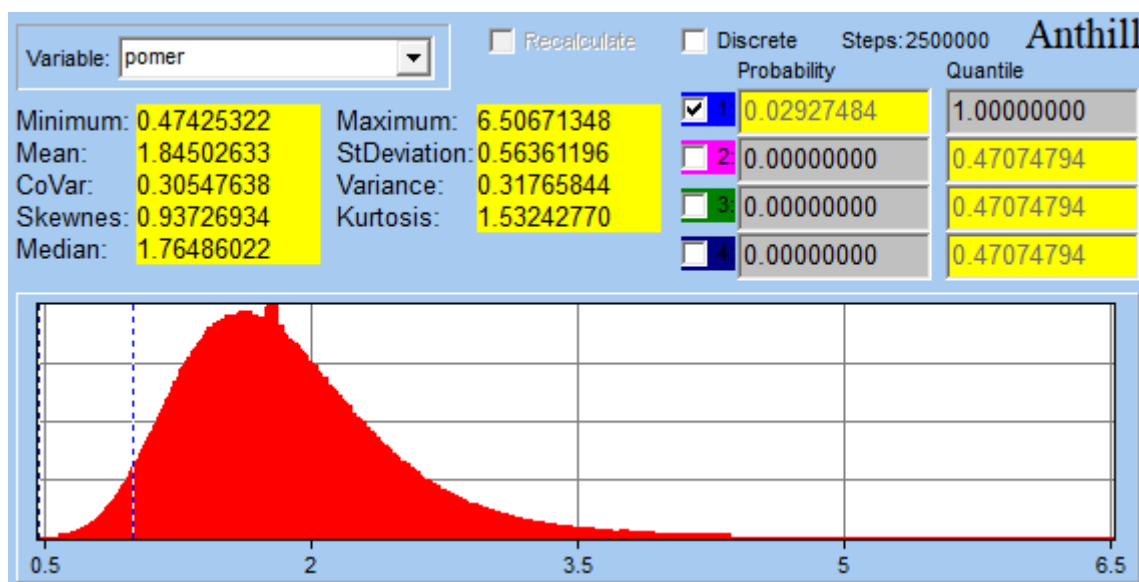 Variable: pomer Recalculate Discrete Steps:2500000 Anthill
Probability Quantile
Minimum: 0.47425322 Maximum: 6.50671348 1: 0.02927484 1.00000000
Mean: 1.84502633 StDeviation: 0.56361196 2: 0.00000000 0.47074794
CoVar: 0.30547638 Variance: 0.31765844
Skewnes: 0.93726934 Kurtosis: 1.53242770 3: 0.00000000 0.47074794
Median: 1.76486022 4: 0.00000000 0.47074794
0.5 2 3.5 5 6.5